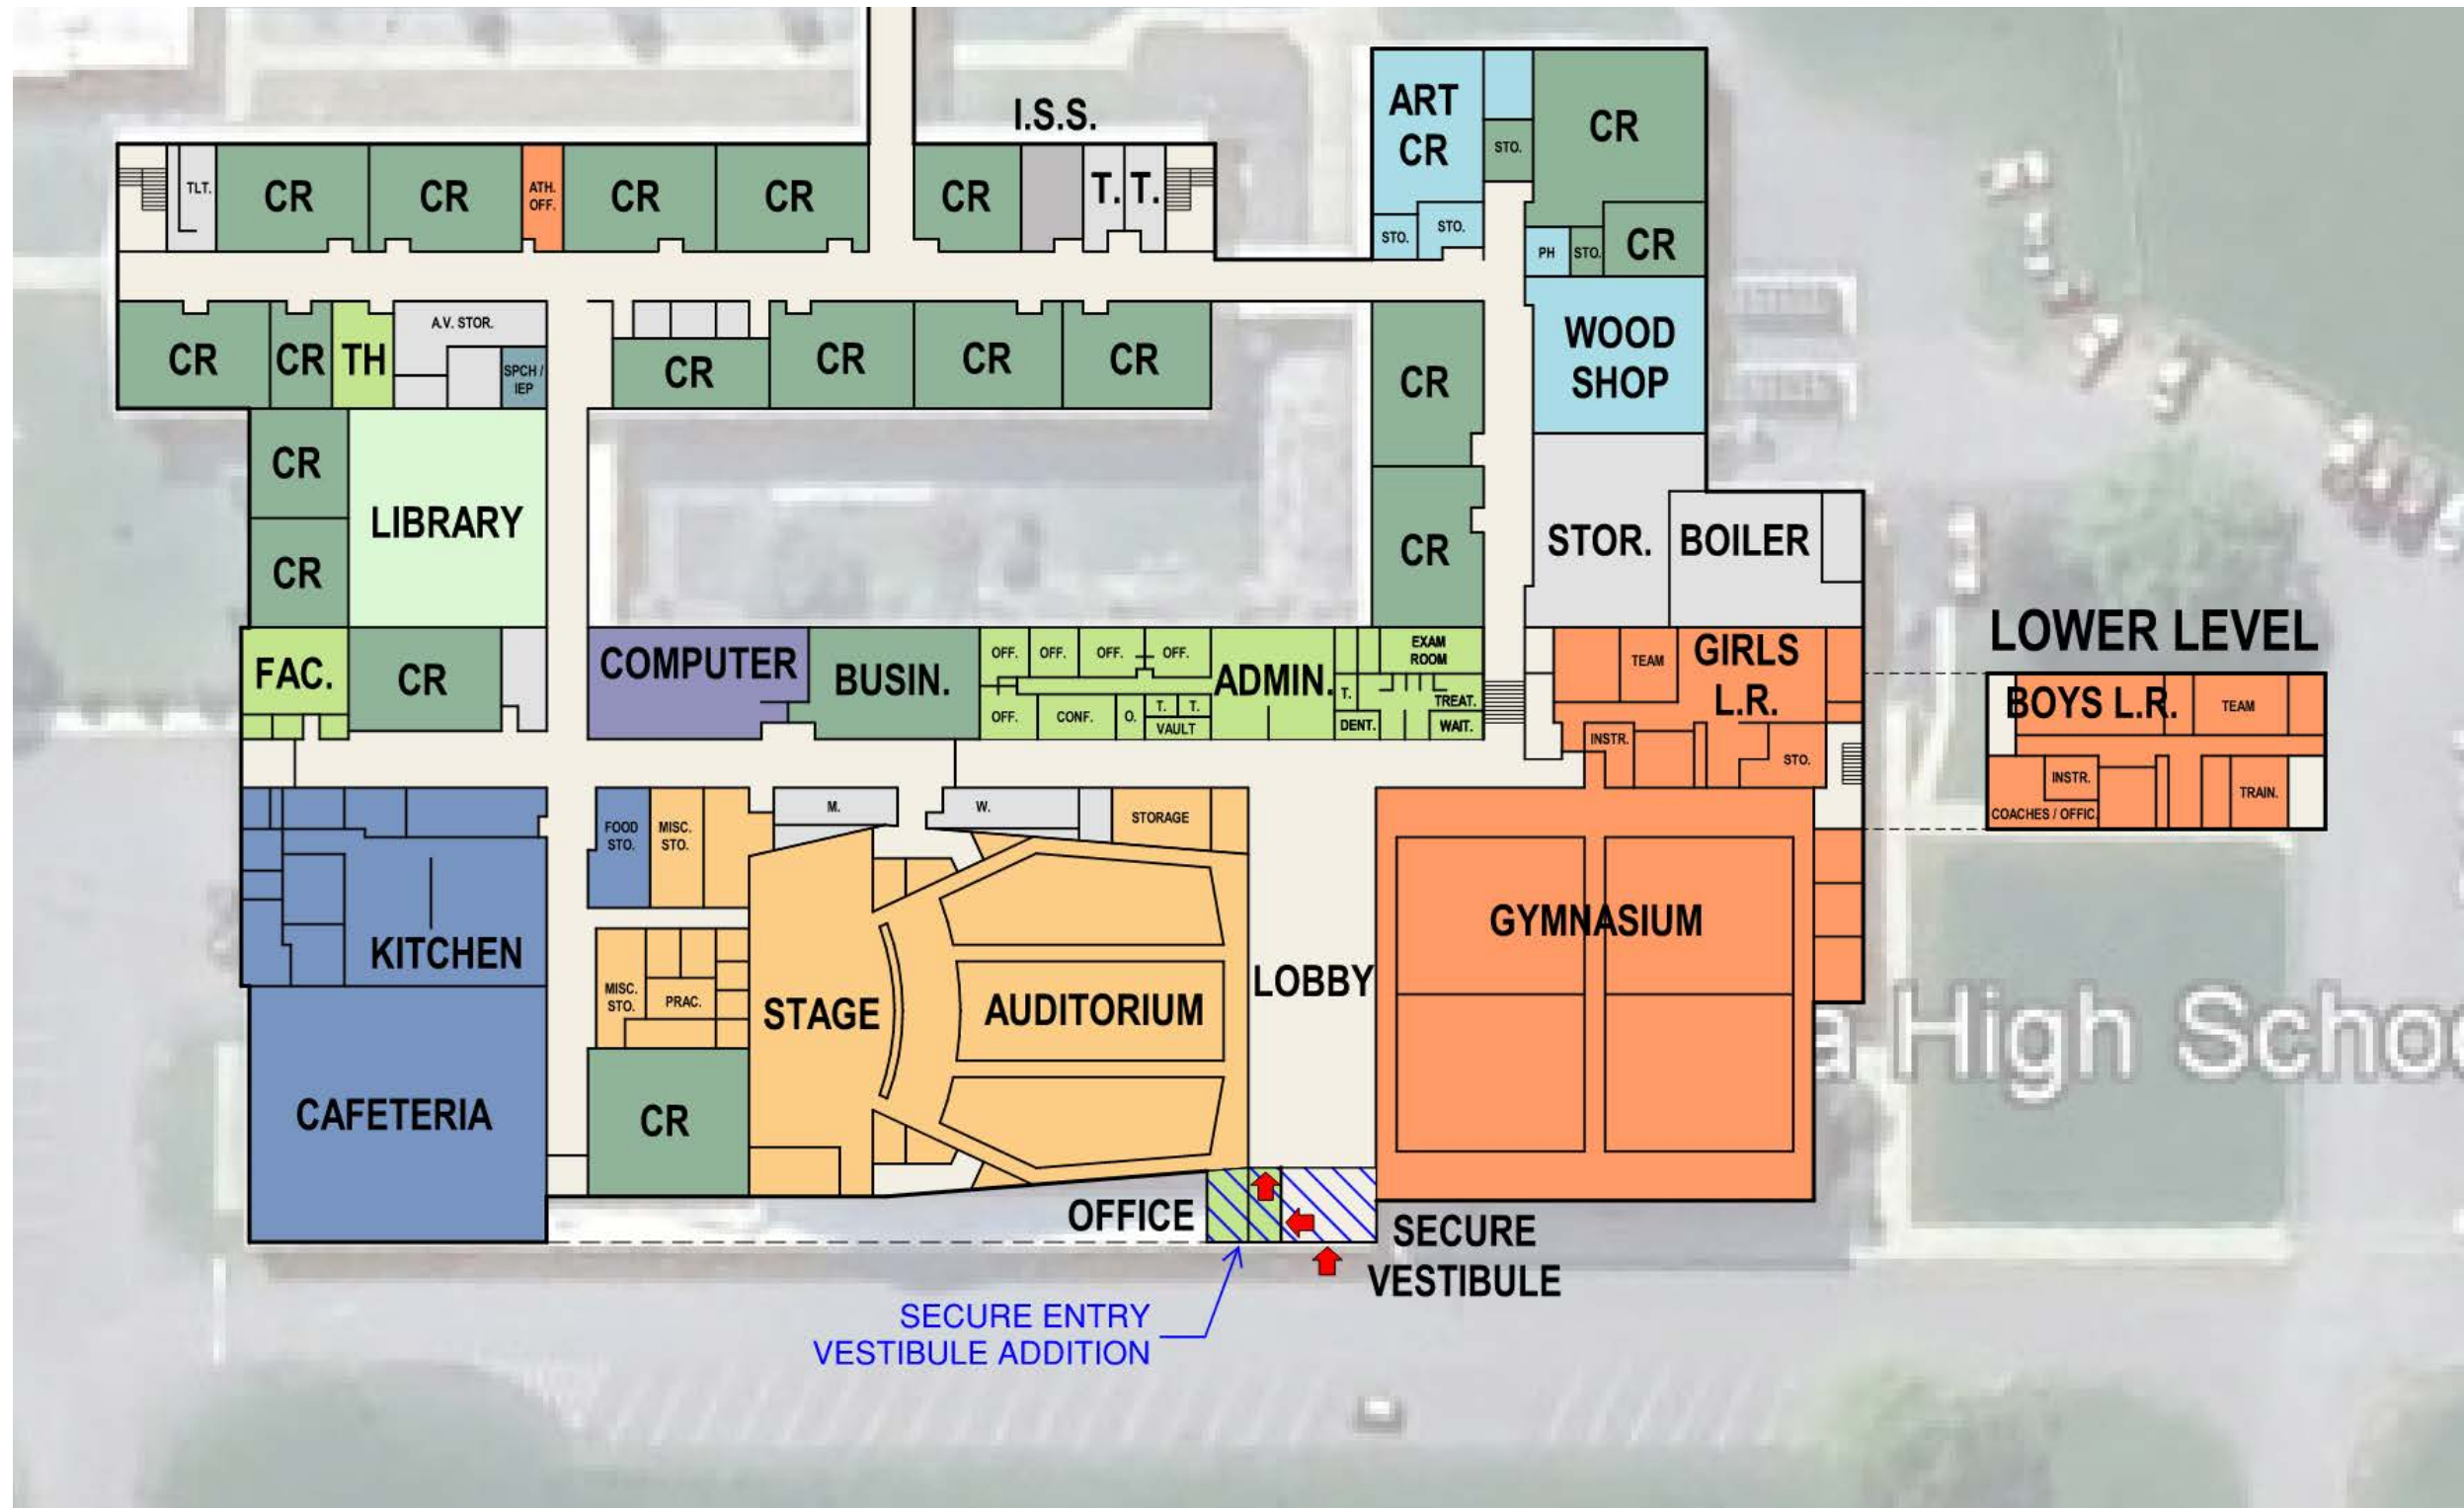 I.S.S.
ART
CR
STO.
CR
TLT.
CR
CR
ATH.
OFF.
CR
CR
CR
T.
T.
STO.
STO.
PH
STO.
CR
CR
CR
TH
A.V. STOR.
SPCH /
IEP
CR
CR
CR
CR
CR
WOOD
SHOP
CR
LIBRARY
CR
CR
STOR.
BOILER
FAC.
CR
COMPUTER
BUSIN.
OFF.
OFF.
OFF.
OFF.
OFF.
CONF.
O.
T.
T.
VAULT
ADMIN.
T.
DENT.
EXAM
ROOM
TREAT.
WAIT.
TEAM
GIRLS
L.R.
INSTR.
STO.
LOWER LEVEL
BOYS L.R.
TEAM
INSTR.
COACHES / OFFIC.
TRAIN.
FOOD
STO.
MISC.
STO.
M.
W.
STORAGE
KITCHEN
MISC.
STO.
PRAC.
STAGE
AUDITORIUM
LOBBY
GYMNASIUM
a High Schoo
CAFETERIA
CR
OFFICE
SECURE
VESTIBULE
SECURE ENTRY
VESTIBULE ADDITION